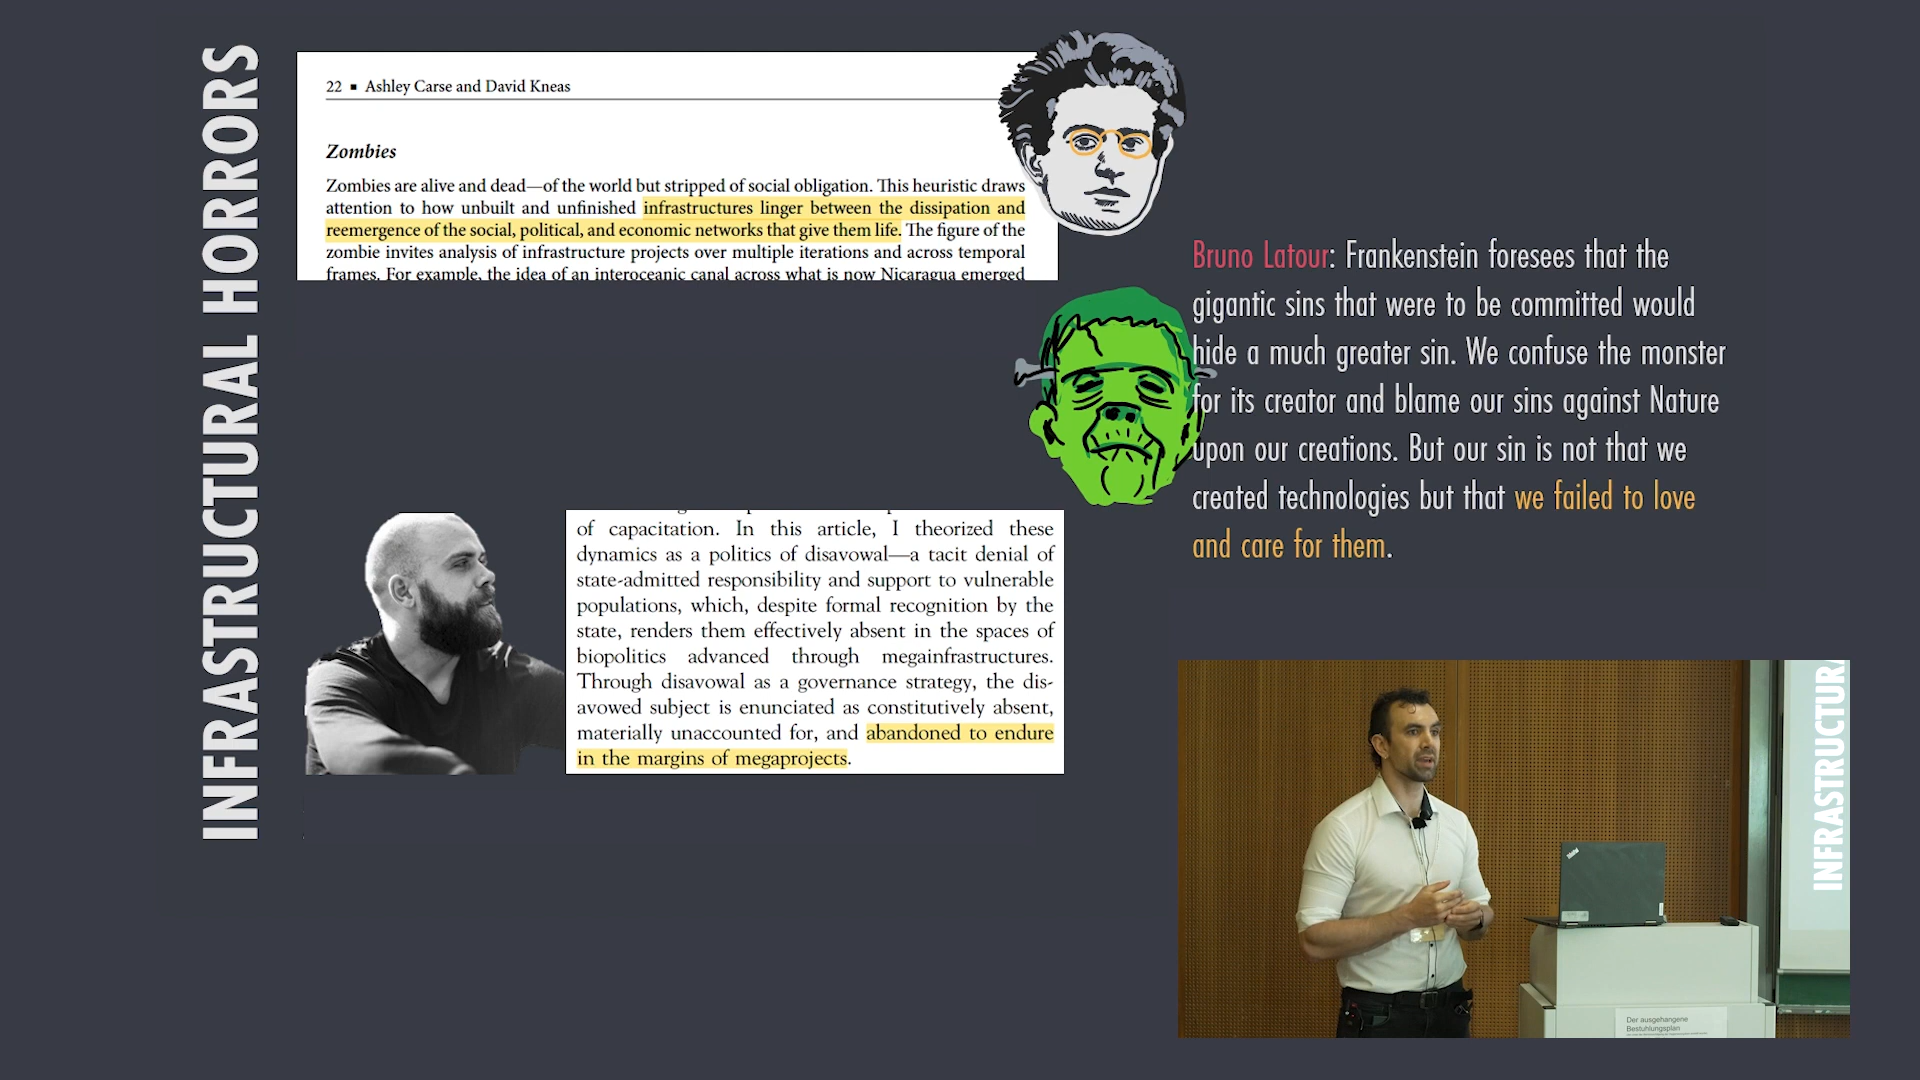 INFRASTRUCTURAL HORRORS
22 ■ Ashley Carse and David Kneas
Zombies
Zombies are alive and dead—of the world but stripped of social obligation. This heuristic draws
attention to how unbuilt and unfinished infrastructures linger between the dissipation and
reemergence of the social, political, and economic networks that give them life. The figure of the
zombie invites analysis of infrastructure projects over multiple iterations and across temporal
frames. For example, the idea of an interoceanic canal across what is now Nicaragua emerged
Bruno Latour: Frankenstein foresees that the
gigantic sins that were to be committed would
hide a much greater sin. We confuse the monster
for its creator and blame our sins against Nature
upon our creations. But our sin is not that we
created technologies but that we failed to love
and care for them.
of capacitation. In this article, I theorized these
dynamics as a politics of disavowal—a tacit denial of
state-admitted responsibility and support to vulnerable
populations, which, despite formal recognition by the
state, renders them effectively absent in the spaces of
biopolitics advanced through megainfrastructures.
Through disavowal as a governance strategy, the dis-
avowed subject is enunciated as constitutively absent,
materially unaccounted for, and abandoned to endure
in the margins of megaprojects.
INFRASTRUCTURA
ThinkPad
Der ausgehangene
Bestuhlungsplan